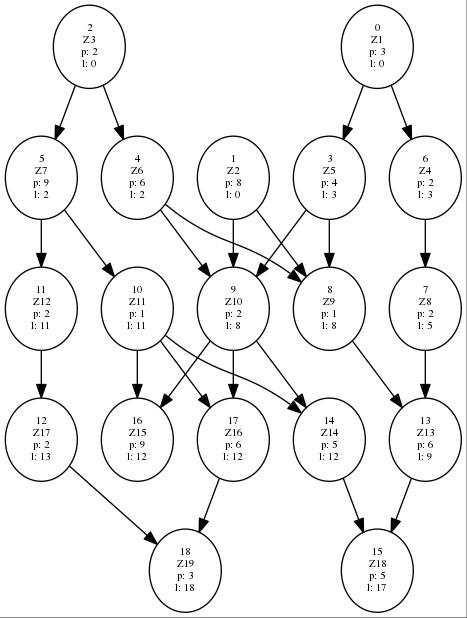 2
Z3
p: 2
l: 0
0
Z1
p: 3
l: 0
5
Z7
p: 9
l: 2
4
Z6
p: 6
l: 2
1
Z2
p: 8
l: 0
3
Z5
p: 4
l: 3
6
Z4
p: 2
l: 3
11
Z12
p: 2
l: 11
10
Z11
p: 1
l: 11
9
Z10
p: 2
l: 8
8
Z9
p: 1
l: 8
7
Z8
p: 2
l: 5
12
Z17
p: 2
l: 13
16
Z15
p: 9
l: 12
17
Z16
p: 6
l: 12
14
Z14
p: 5
l: 12
13
Z13
p: 6
l: 9
18
Z19
p: 3
l: 18
15
Z18
p: 5
l: 17